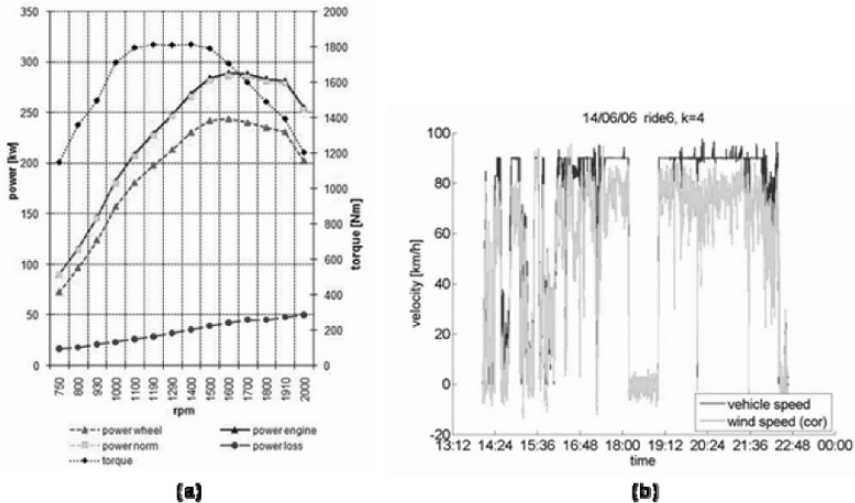 350
300
250
200
150
100
50
0
power [kw]
2000
1800
1600
1400
1200
1000
800
600
400
200
0
torque [Nm]
750 800 930 1000 1100 1190 1290 1400 1500 1600 1700 1800 1910 2000
rpm
power wheel power engine
power norm power loss
torque
(a)
14/06/06 ride6, k=4
100
80
60
40
20
0
-20
velocity [km/h]
vehicle speed
wind speed (cor)
13:12 14:24 15:36 16:48 18:00 19:12 20:24 21:36 22:48 00:00
time
(b)